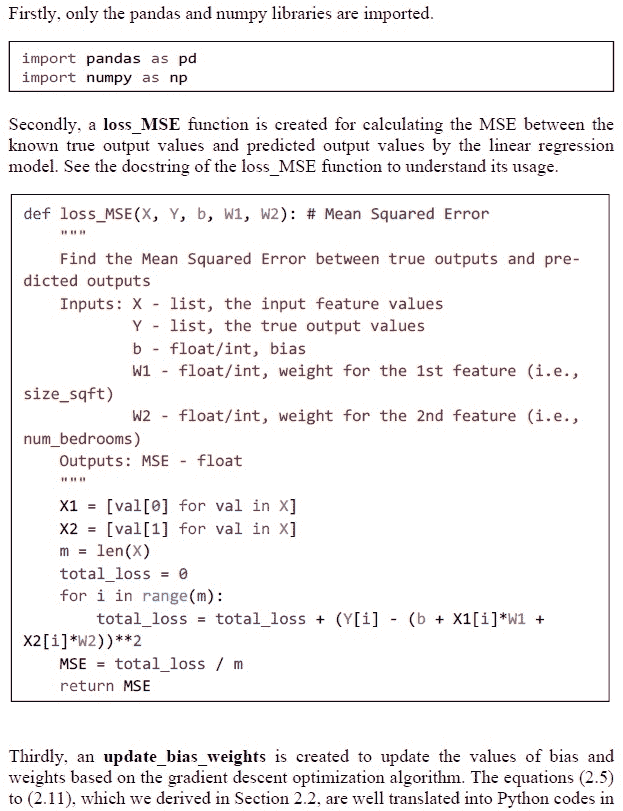 Firstly, only the pandas and numpy libraries are imported.
import pandas as pd
import numpy as np
Secondly, a loss_MSE function is created for calculating the MSE between the
known true output values and predicted output values by the linear regression
model. See the docstring of the loss_MSE function to understand its usage.
def loss_MSE(X, Y, b, W1, W2): # Mean Squared Error
    """
    Find the Mean Squared Error between true outputs and pre-
dicted outputs
    Inputs: X - list, the input feature values
            Y - list, the true output values
            b - float/int, bias
            W1 - float/int, weight for the 1st feature (i.e.,
size_sqft)
            W2 - float/int, weight for the 2nd feature (i.e.,
num_bedrooms)
    Outputs: MSE - float
    """
    X1 = [val[0] for val in X]
    X2 = [val[1] for val in X]
    m = len(X)
    total_loss = 0
    for i in range(m):
        total_loss = total_loss + (Y[i] - (b + X1[i]*W1 +
X2[i]*W2))**2
    MSE = total_loss / m
    return MSE
Thirdly, an update_bias_weights is created to update the values of bias and
weights based on the gradient descent optimization algorithm. The equations (2.5)
to (2.11), which we derived in Section 2.2, are well translated into Python codes in